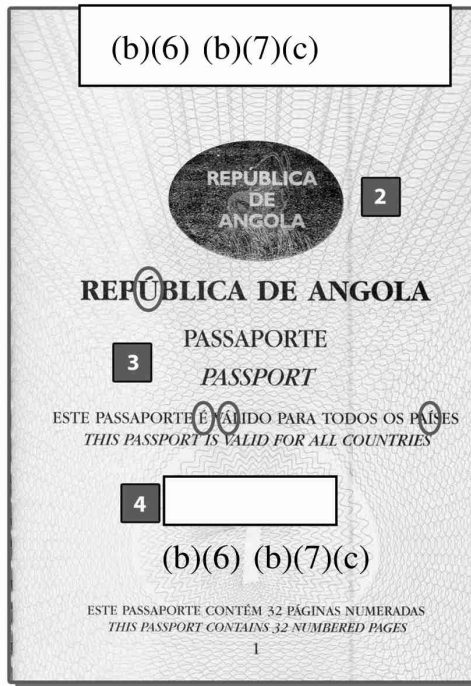 (b)(6) (b)(7)(c)
REPÚBLICA
DE
ANGOLA
2
REPÚBLICA DE ANGOLA
PASSAPORTE
3
PASSPORT
ESTE PASSAPORTE É VÁLIDO PARA TODOS OS PAÍSES
THIS PASSPORT IS VALID FOR ALL COUNTRIES
4
(b)(6) (b)(7)(c)
ESTE PASSAPORTE CONTÉM 32 PÁGINAS NUMERADAS
THIS PASSPORT CONTAINS 32 NUMBERED PAGES
1